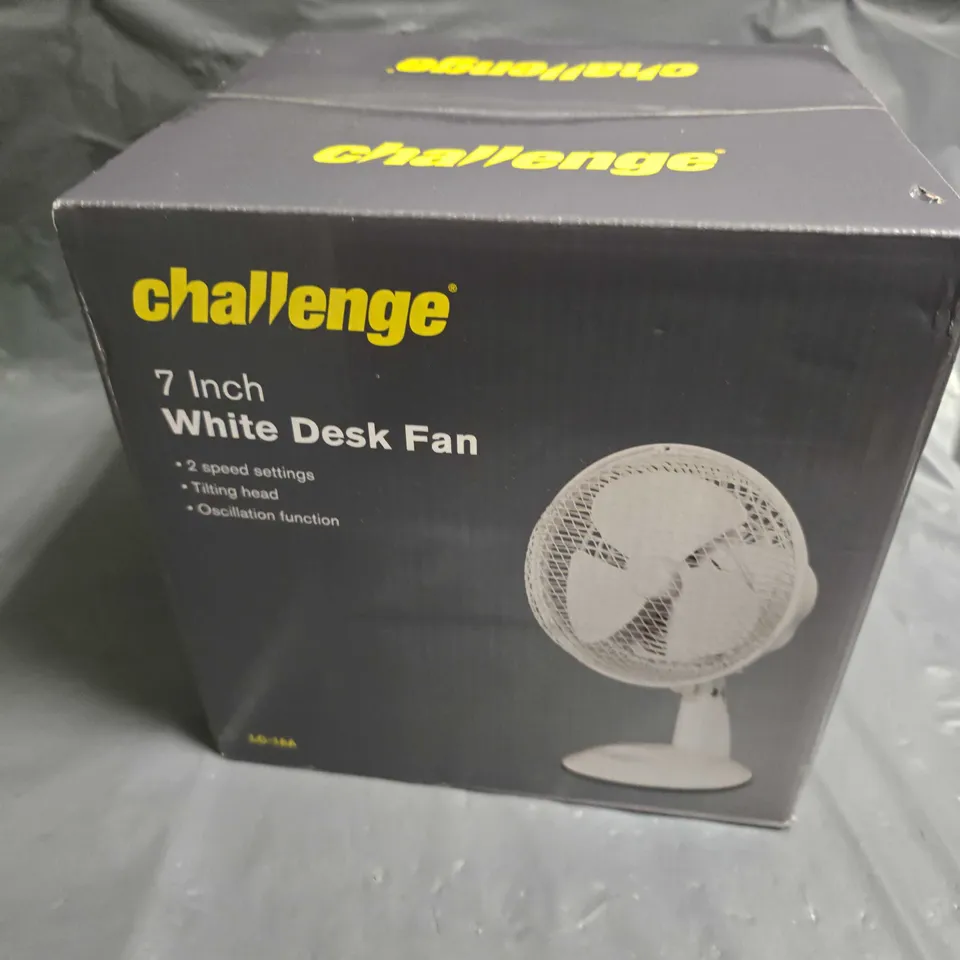 challenge
challenge®
challenge®
7 Inch
White Desk Fan
• 2 speed settings
• Tilting head
• Oscillation function